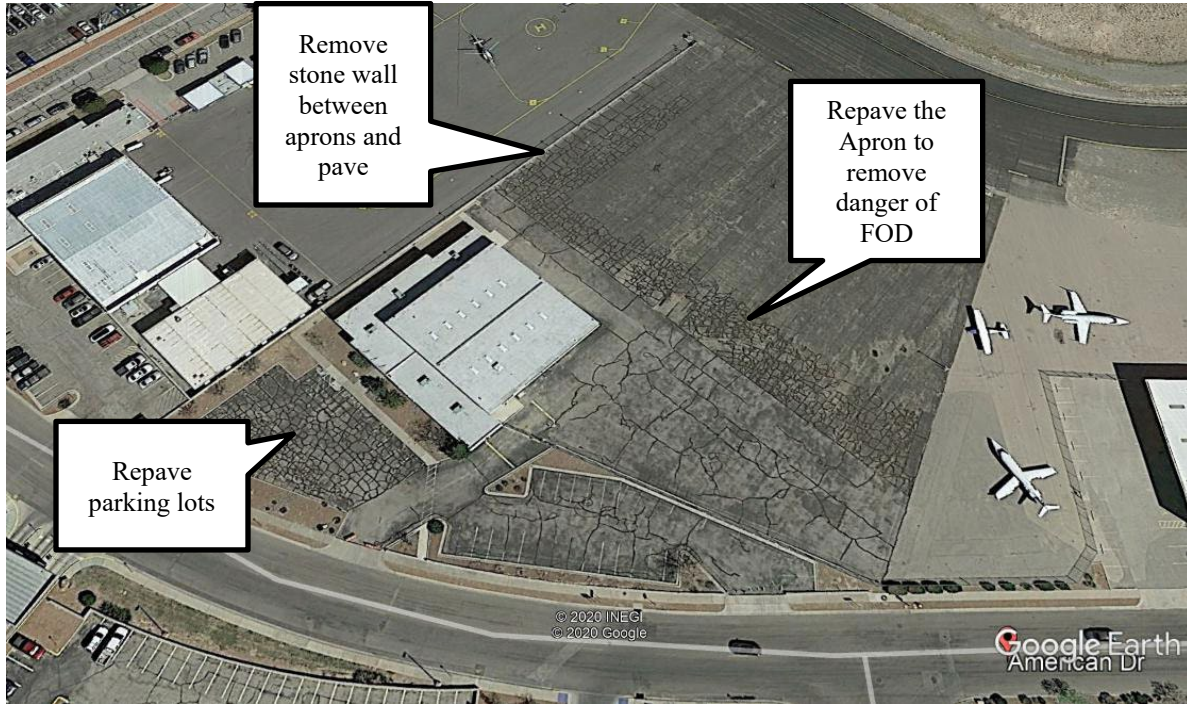 Remove
stone wall
between
aprons and
pave
Repave the
Apron to
remove
danger of
FOD
Repave
parking lots
H
© 2020 INEGI
© 2020 Google
Google Earth
American Dr